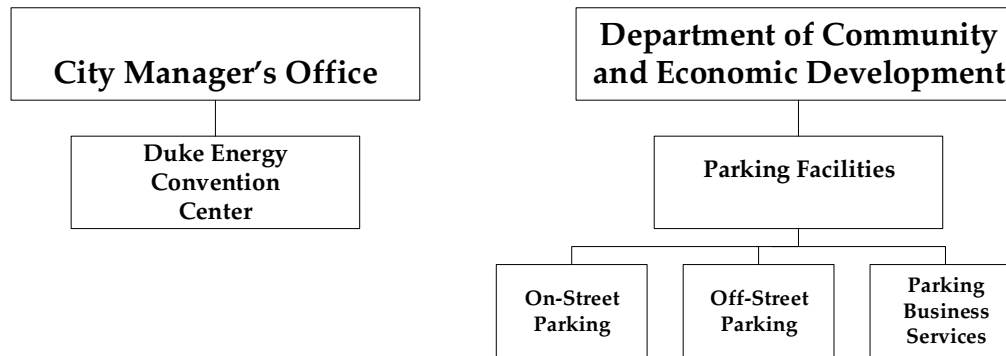 City Manager’s Office
Duke Energy
Convention
Center
Department of Community
and Economic Development
Parking Facilities
On-Street
Parking
Off-Street
Parking
Parking
Business
Services